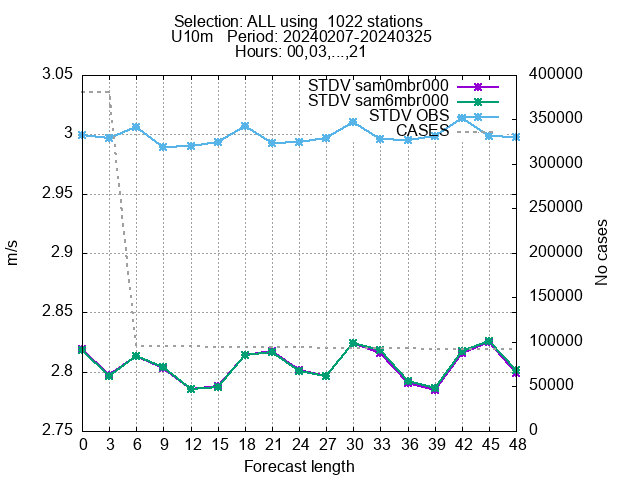 Selection: ALL using  1022 stations
U10m   Period: 20240207-20240325
Hours: 00,03,...,21
STDV sam0mbr000
STDV sam6mbr000
STDV OBS
CASES
3.05
3
2.95
2.9
2.85
2.8
2.75
m/s
400000
350000
300000
250000
200000
150000
100000
50000
0
No cases
0 3 6 9 12 15 18 21 24 27 30 33 36 39 42 45 48
Forecast length